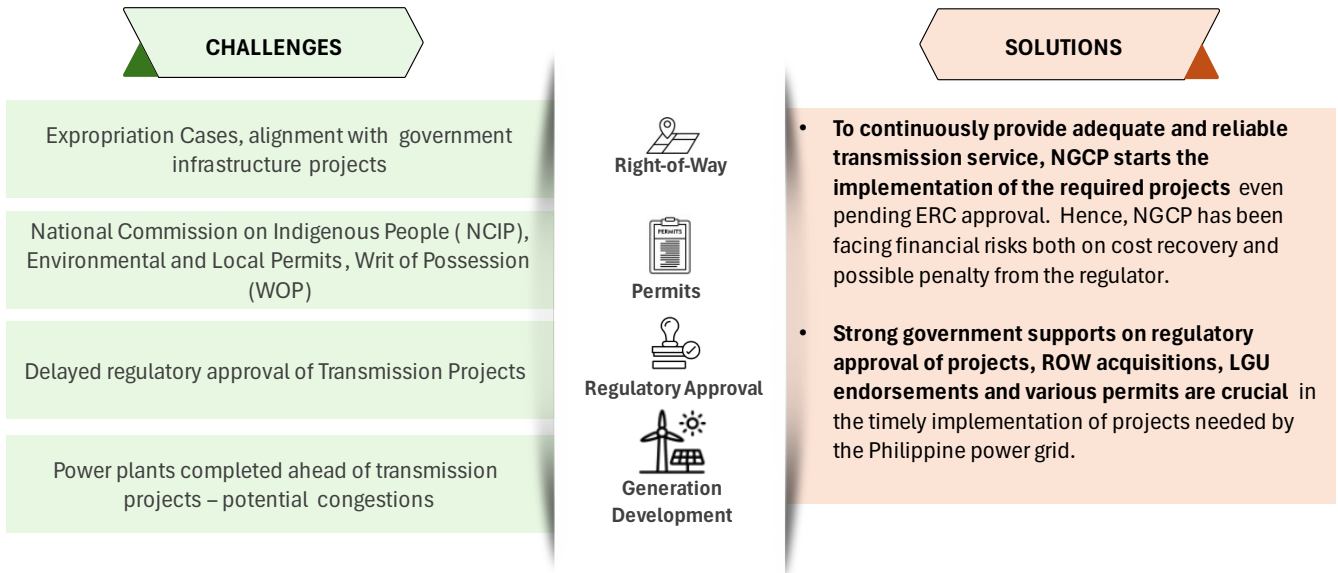 CHALLENGES
Expropriation Cases, alignment with government
infrastructure projects
National Commission on Indigenous People ( NCIP),
Environmental and Local Permits, Writ of Possession
(WOP)
Delayed regulatory approval of Transmission Projects
Power plants completed ahead of transmission
projects – potential congestions
Right-of-Way
PERMITS
Permits
Regulatory Approval
Generation
Development
SOLUTIONS
• To continuously provide adequate and reliable
transmission service, NGCP starts the
implementation of the required projects even
pending ERC approval. Hence, NGCP has been
facing financial risks both on cost recovery and
possible penalty from the regulator.
• Strong government supports on regulatory
approval of projects, ROW acquisitions, LGU
endorsements and various permits are crucial in
the timely implementation of projects needed by
the Philippine power grid.